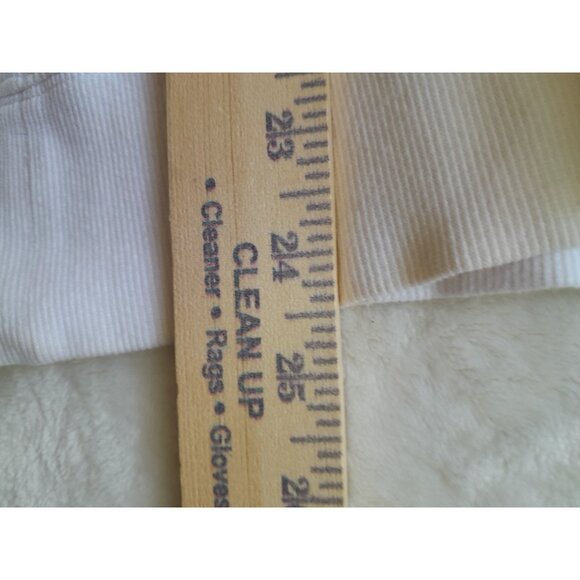 23
24
25
CLEAN UP
• Cleaner • Rags • Gloves